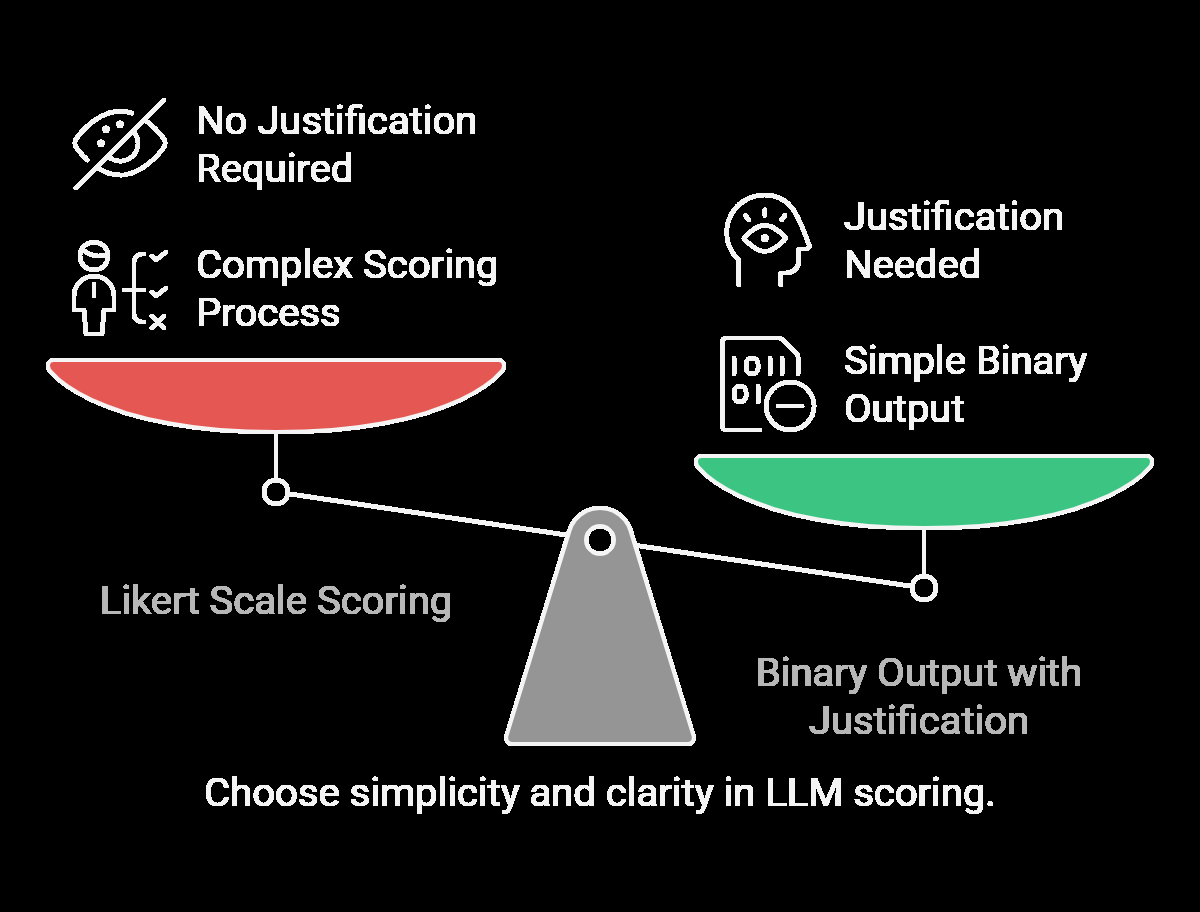 No Justification
Required
Complex Scoring
Process
Justification
Needed
1011
01
Simple Binary
Output
Likert Scale Scoring
Binary Output with
Justification
Choose simplicity and clarity in LLM scoring.